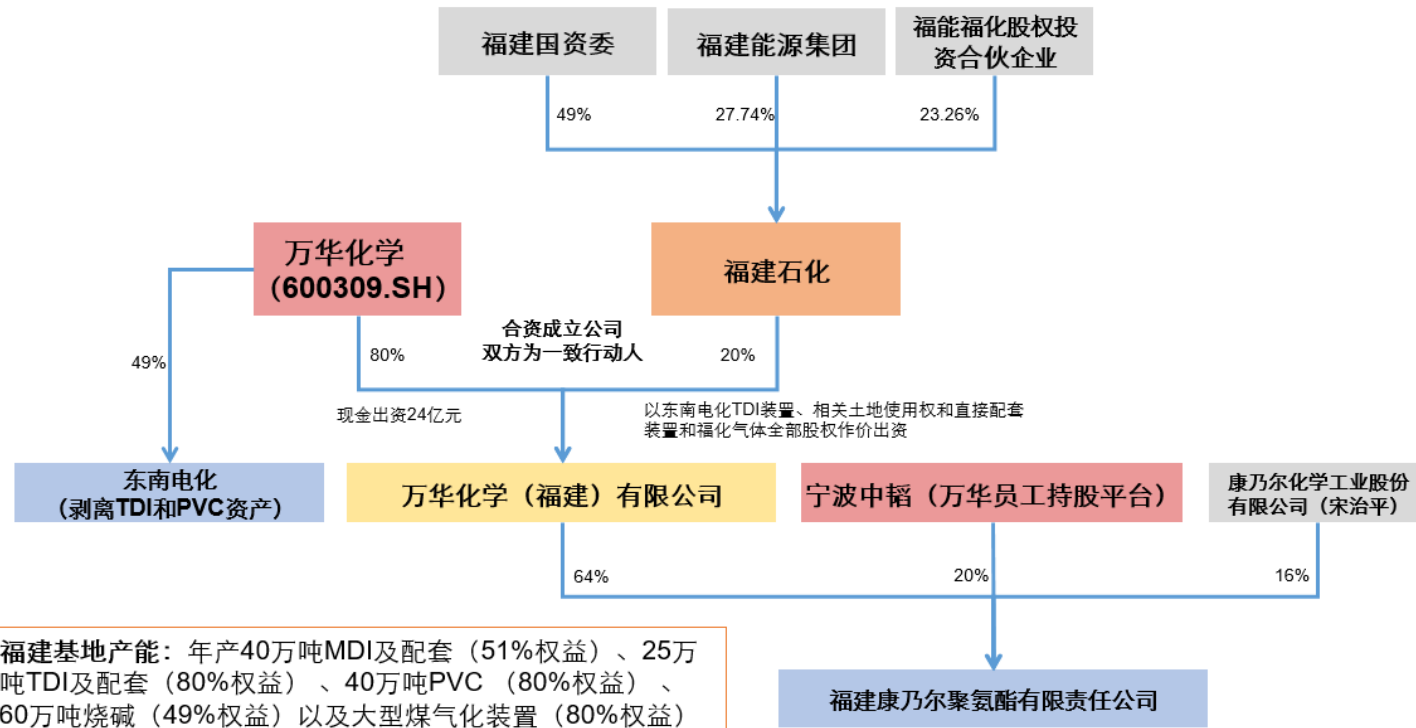 福建国资委
福建能源集团
福能福化股权投
资合伙企业
49%
27.74%
23.26%
万华化学
（600309.SH）
福建石化
合资成立公司
双方为一致行动人
49%
80%
20%
现金出资24亿元
以东南电化TDI装置、相关土地使用权和直接配套
装置和福化气体全部股权作价出资
东南电化
（剥离TDI和PVC资产）
万华化学（福建）有限公司
宁波中韬（万华员工持股平台）
康乃尔化学工业股份
有限公司（宋治平）
64%
20%
16%
福建基地产能：年产40万吨MDI及配套（51%权益）、25万
吨TDI及配套（80%权益） 、40万吨PVC （80%权益） 、
60万吨烧碱（49%权益）以及大型煤气化装置（80%权益）
福建康乃尔聚氨酯有限责任公司